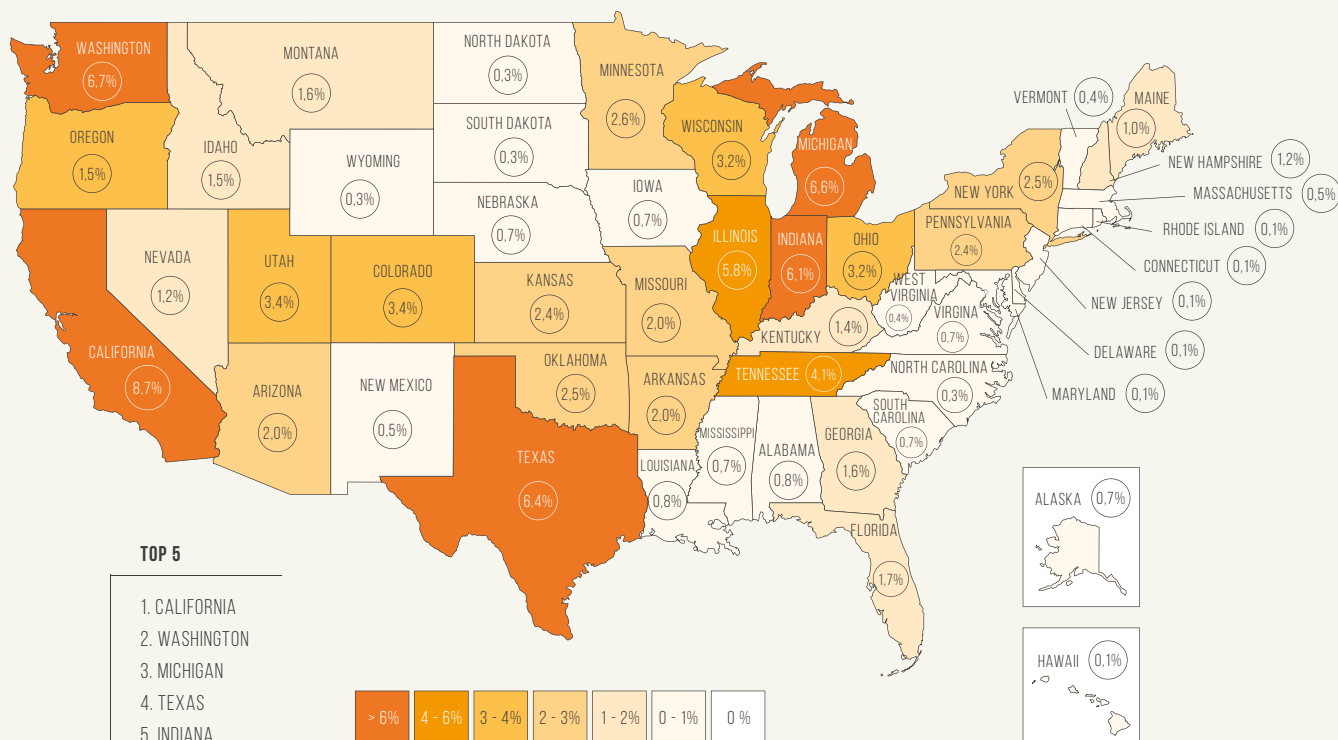 WASHINGTON
6,7%
MONTANA
1,6%
NORTH DAKOTA
0,3%
MINNESOTA
2,6%
VERMONT
0,4%
MAINE
1,0%
OREGON
1,5%
IDAHO
1,5%
WYOMING
0,3%
SOUTH DAKOTA
0,3%
WISCONSIN
3,2%
MICHIGAN
6,6%
NEW YORK
2,5%
NEW HAMPSHIRE
1,2%
MASSACHUSETTS
0,5%
RHODE ISLAND
0,1%
CONNECTICUT
0,1%
NEW JERSEY
0,1%
DELAWARE
0,1%
MARYLAND
0,1%
NEBRASKA
0,7%
IOWA
0,7%
ILLINOIS
5,8%
INDIANA
6,1%
OHIO
3,2%
PENNSYLVANIA
2,4%
NEVADA
1,2%
UTAH
3,4%
COLORADO
3,4%
KANSAS
2,4%
MISSOURI
2,0%
KENTUCKY
1,4%
WEST
VIRGINIA
0,4%
VIRGINA
0,7%
CALIFORNIA
8,7%
ARIZONA
2,0%
NEW MEXICO
0,5%
OKLAHOMA
2,5%
ARKANSAS
2,0%
TENNESSEE
4,1%
NORTH CAROLINA
0,3%
SOUTH
CAROLINA
0,7%
TEXAS
6,4%
LOUISIANA
0,8%
MISSISSIPPI
0,7%
ALABAMA
0,8%
GEORGIA
1,6%
FLORIDA
1,7%
ALASKA
0,7%
HAWAII
0,1%
TOP 5
1. CALIFORNIA
2. WASHINGTON
3. MICHIGAN
4. TEXAS
5. INDIANA
> 6%
4 - 6%
3 - 4%
2 - 3%
1 - 2%
0 - 1%
0 %